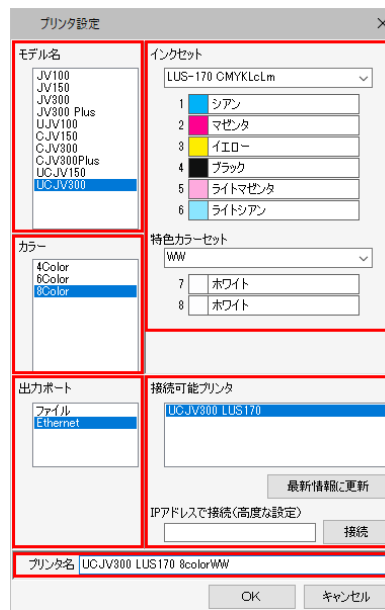 プリンタ設定
モデル名
JV100
JV150
JV300
JV300 Plus
UJV100
CJV150
CJV300
CJV300Plus
UCJV150
UCJV300
インクセット
LUS-170 CMYKLcLm
1 シアン
2 マゼンタ
3 イエロー
4 ブラック
5 ライトマゼンタ
6 ライトシアン
特色カラーセット
WW
7 ホワイト
8 ホワイト
カラー
4Color
6Color
8Color
出力ポート
ファイル
Ethernet
接続可能プリンタ
UCJV300 LUS170
最新情報に更新
IPアドレスで接続(高度な設定)
接続
プリンタ名 UCJV300 LUS170 8colorWW
OK キャンセル